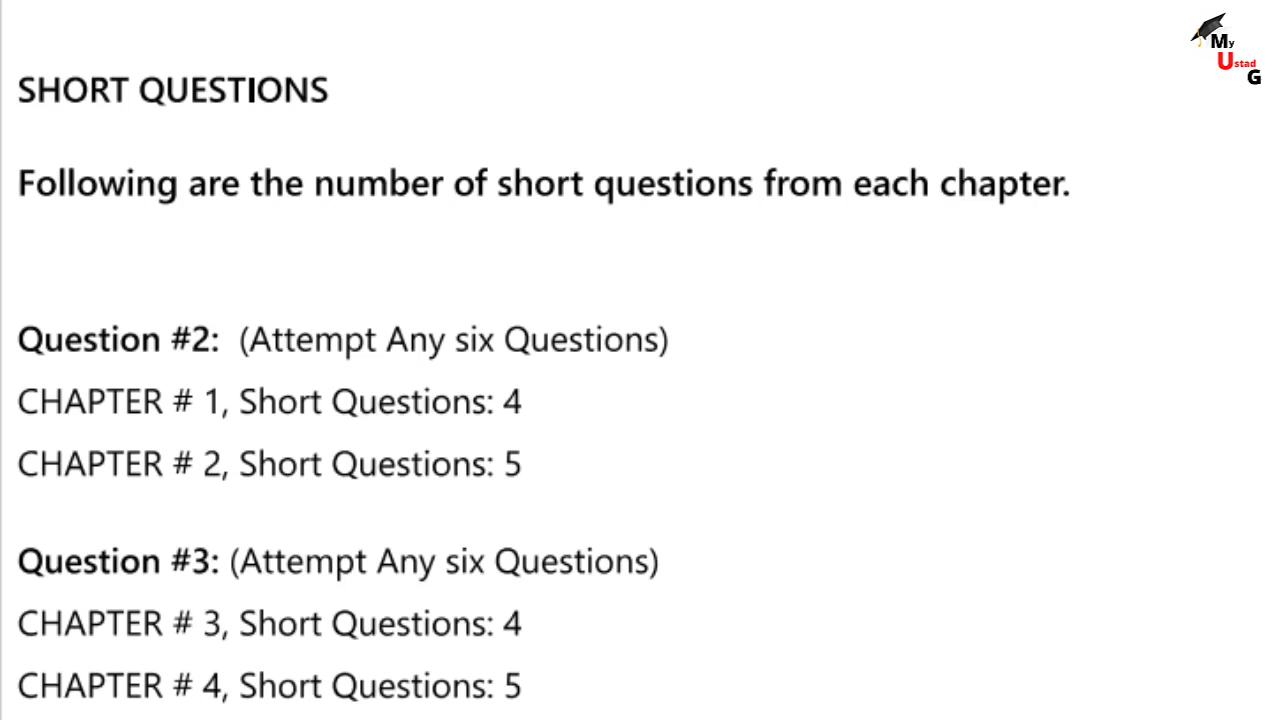 My
Ustad
G
SHORT QUESTIONS
Following are the number of short questions from each chapter.
Question #2: (Attempt Any six Questions)
CHAPTER # 1, Short Questions: 4
CHAPTER # 2, Short Questions: 5
Question #3: (Attempt Any six Questions)
CHAPTER # 3, Short Questions: 4
CHAPTER # 4, Short Questions: 5